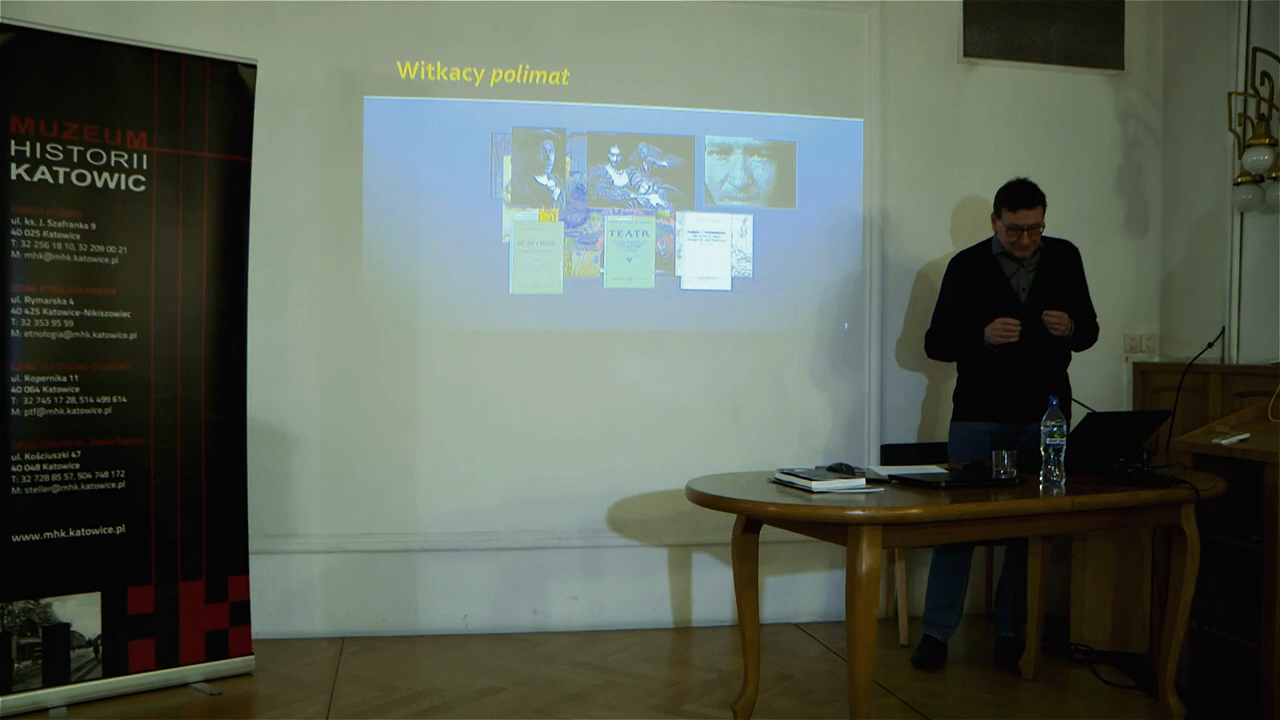 MUZEUM
HISTORII
KATOWIC
ul. ks. J. Szafranka 9
40 025 Katowice
T: 32 256 18 10, 32 209 00 21
M: mhk@mhk.katowice.pl
ul. Rymarska 4
40 425 Katowice-Nikiszowiec
T: 32 353 95 59
M: etnologia@mhk.katowice.pl
ul. Kopernika 11
40 064 Katowice
T: 32 745 17 28, 514 499 614
M: ptf@mhk.katowice.pl
ul. Kościuszki 47
40 048 Katowice
T: 32 728 85 57, 504 748 172
M: steller@mhk.katowice.pl
www.mhk.katowice.pl
Witkacy polimat
TEATR